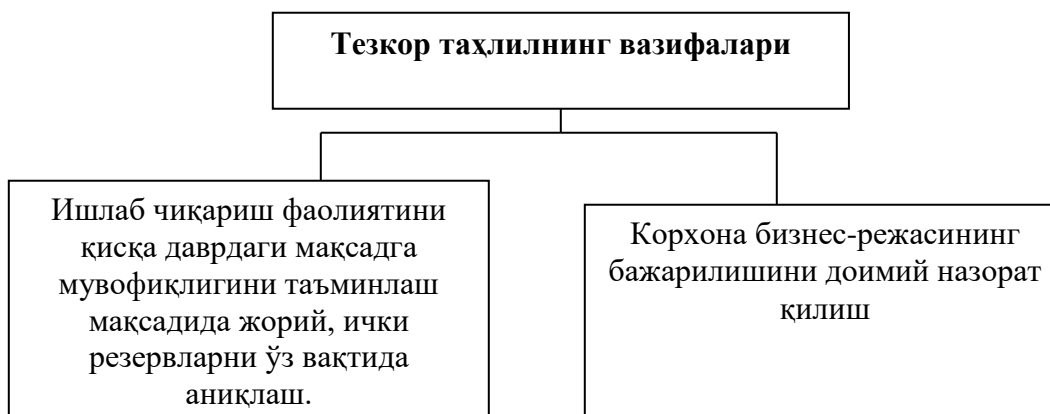 Тезкор таҳлилнинг вазифалари
Ишлаб чиқариш фаолиятини
қисқа даврдаги мақсадга
мувофиқлигини таъминлаш
мақсадида жорий, ички
резервларни ўз вақтида
аниқлаш.
Корхона бизнес-режасининг
бажарилишини доимий назорат
қилиш